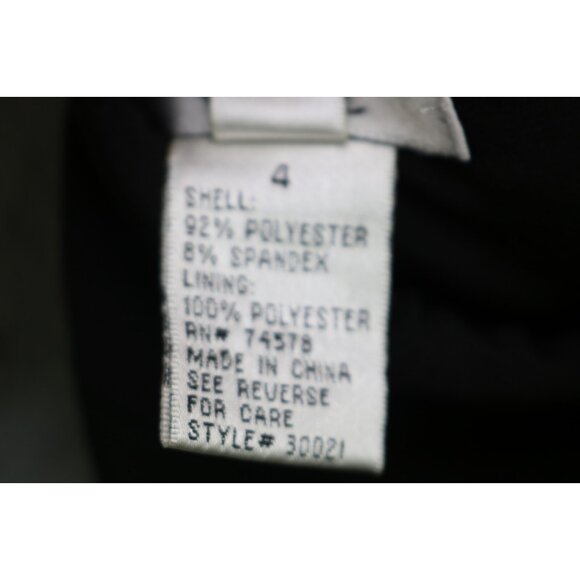 4
SHELL:
92% POLYESTER
8% SPANDEX
LINING:
100% POLYESTER
RN# 74578
MADE IN CHINA
SEE REVERSE
FOR CARE
STYLE# 30021